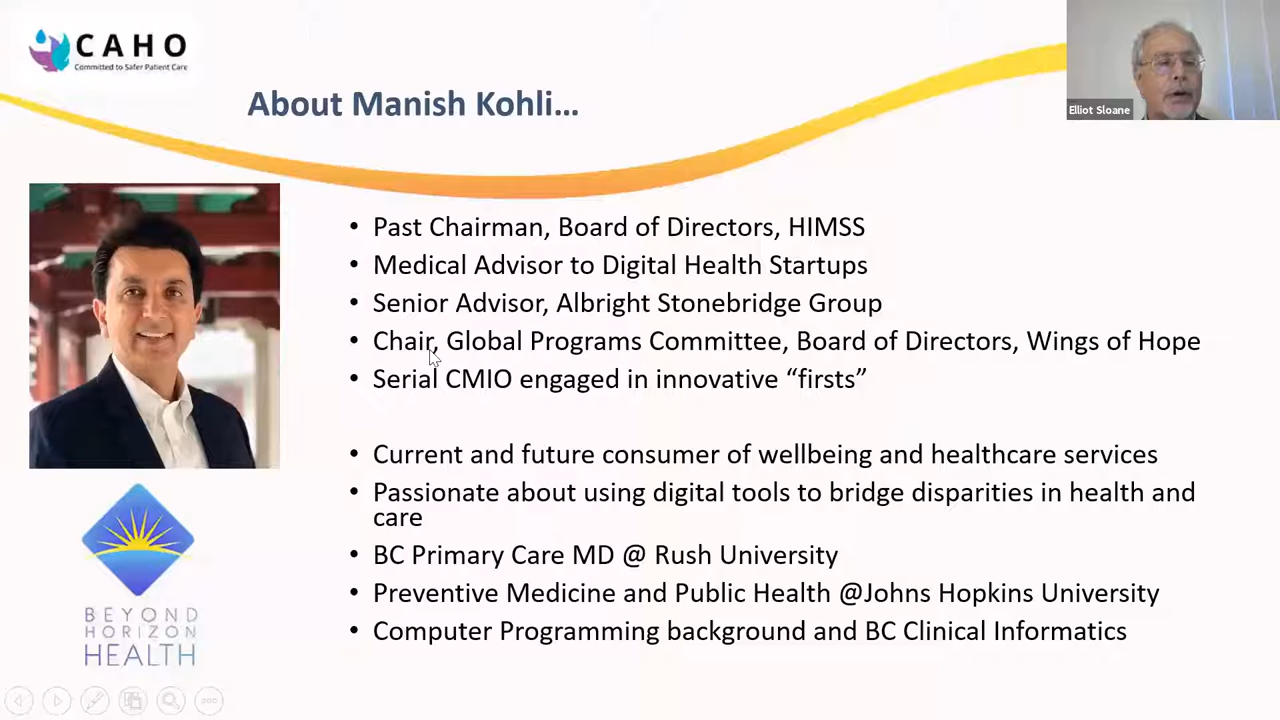 CAHO
Committed to Safer Patient Care
Elliot Sloane
About Manish Kohli…
• Past Chairman, Board of Directors, HIMSS
• Medical Advisor to Digital Health Startups
• Senior Advisor, Albright Stonebridge Group
• Chair, Global Programs Committee, Board of Directors, Wings of Hope
• Serial CMIO engaged in innovative “firsts”
• Current and future consumer of wellbeing and healthcare services
• Passionate about using digital tools to bridge disparities in health and
care
• BC Primary Care MD @ Rush University
• Preventive Medicine and Public Health @Johns Hopkins University
• Computer Programming background and BC Clinical Informatics
BEYOND
HORIZON
HEALTH